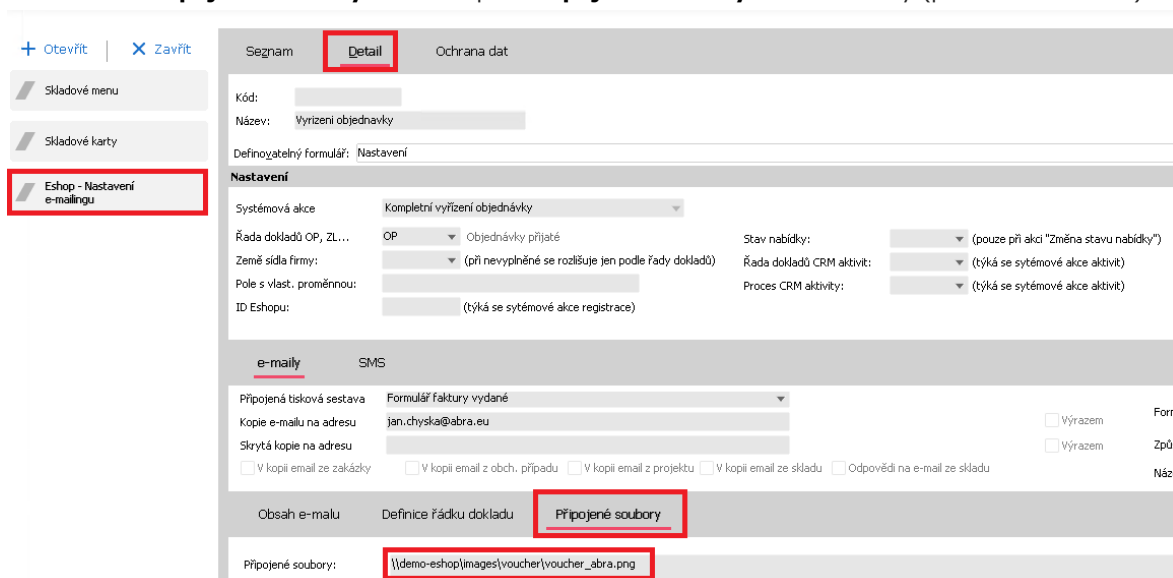 Otevřít Zavřít
Skladové menu
Skladové karty
Eshop - Nastavení
e-mailingu
Seznam Detail Ochrana dat
Kód:
Název: Vyrizeni objednavky
Definovatelný formulář: Nastavení
Nastavení
Systémová akce Kompletní vyřízení objednávky
Řada dokladů OP, ZL... OP Objednávky přijaté Stav nabídky: (pouze při akci "Změna stavu nabídky")
Země sídla firmy: (při nevyplněné se rozlišuje jen podle řady dokladů) Řada dokladů CRM aktivit: (týká se sytémové akce aktivit)
Pole s vlast. proměnnou: Proces CRM aktivity: (týká se sytémové akce aktivit)
ID Eshopu: (týká se sytémové akce registrace)
e-maily SMS
Připojená tisková sestava Formulář faktury vydané
Kopie e-mailu na adresu jan.chyska@abra.eu Výrazem
Skrytá kopie na adresu Výrazem
V kopii email ze zakázky V kopii email z obch. případu V kopii email z projektu V kopii email ze skladu Odpovědi na e-mail ze skladu
Obsah e-malu Definice řádku dokladu Připojené soubory
Připojené soubory: \\demo-eshop\images\voucher\voucher_abra.png